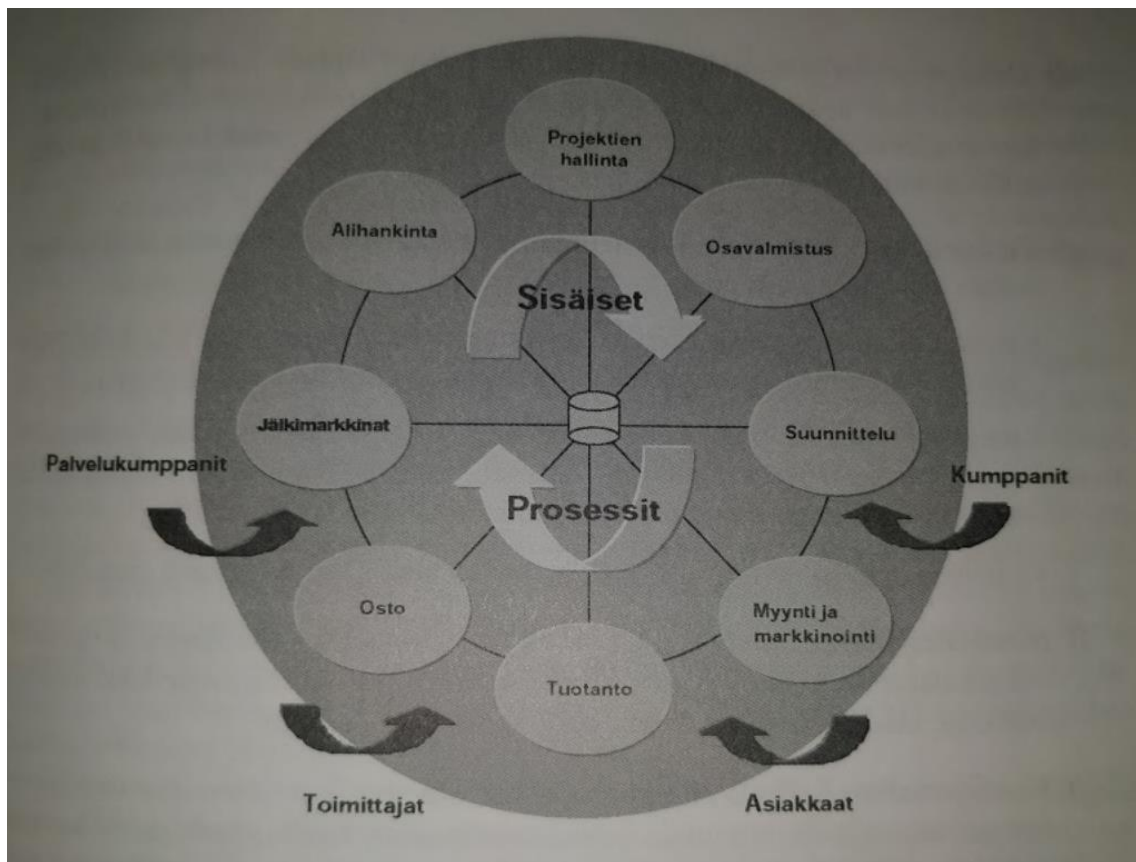 Projektien
hallinta
Alihankinta
Osavalmistus
Sisäiset
Jälkimarkkinat
Suunnittelu
Palvelukumppanit
Kumppanit
Prosessit
Osto
Myynti ja
markkinointi
Tuotanto
Toimittajat
Asiakkaat